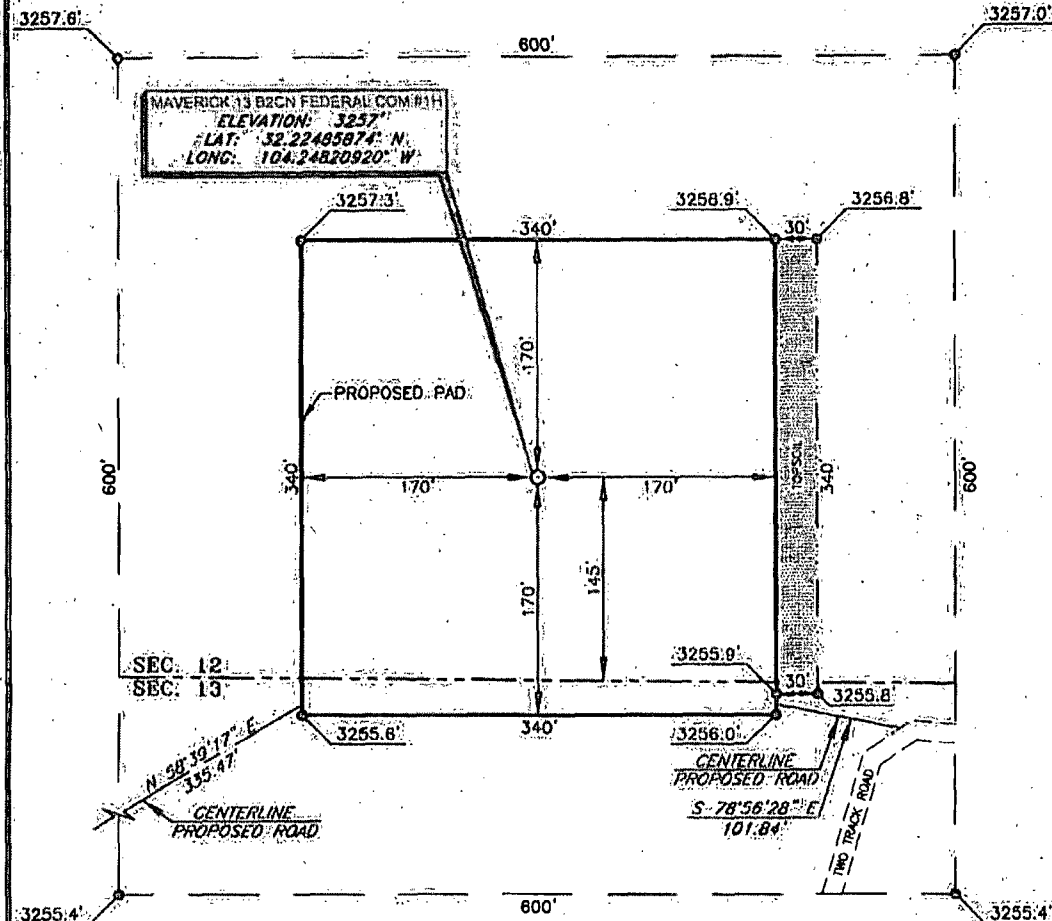 3257.6'
3257.0'
600'
MAVERICK 13 B2CN FEDERAL COM #1H
ELEVATION: 3257'
LAT: 32.22485874° N
LONG: 104.24820920° W
3257.3'
3256.9'
3256.8'
340'
30'
170'
PROPOSED PAD
TOPSOIL
600'
340'
170'
170'
340'
600'
170'
145'
SEC. 12
SEC. 13
3255.9'
30'
3255.8'
3255.6'
340'
3256.0'
N 58°39'17" E
335.47'
CENTERLINE
PROPOSED ROAD
CENTERLINE
PROPOSED ROAD
S 78°56'28" E
101.84'
TWO TRACK ROAD
3255.4'
600'
3255.4'